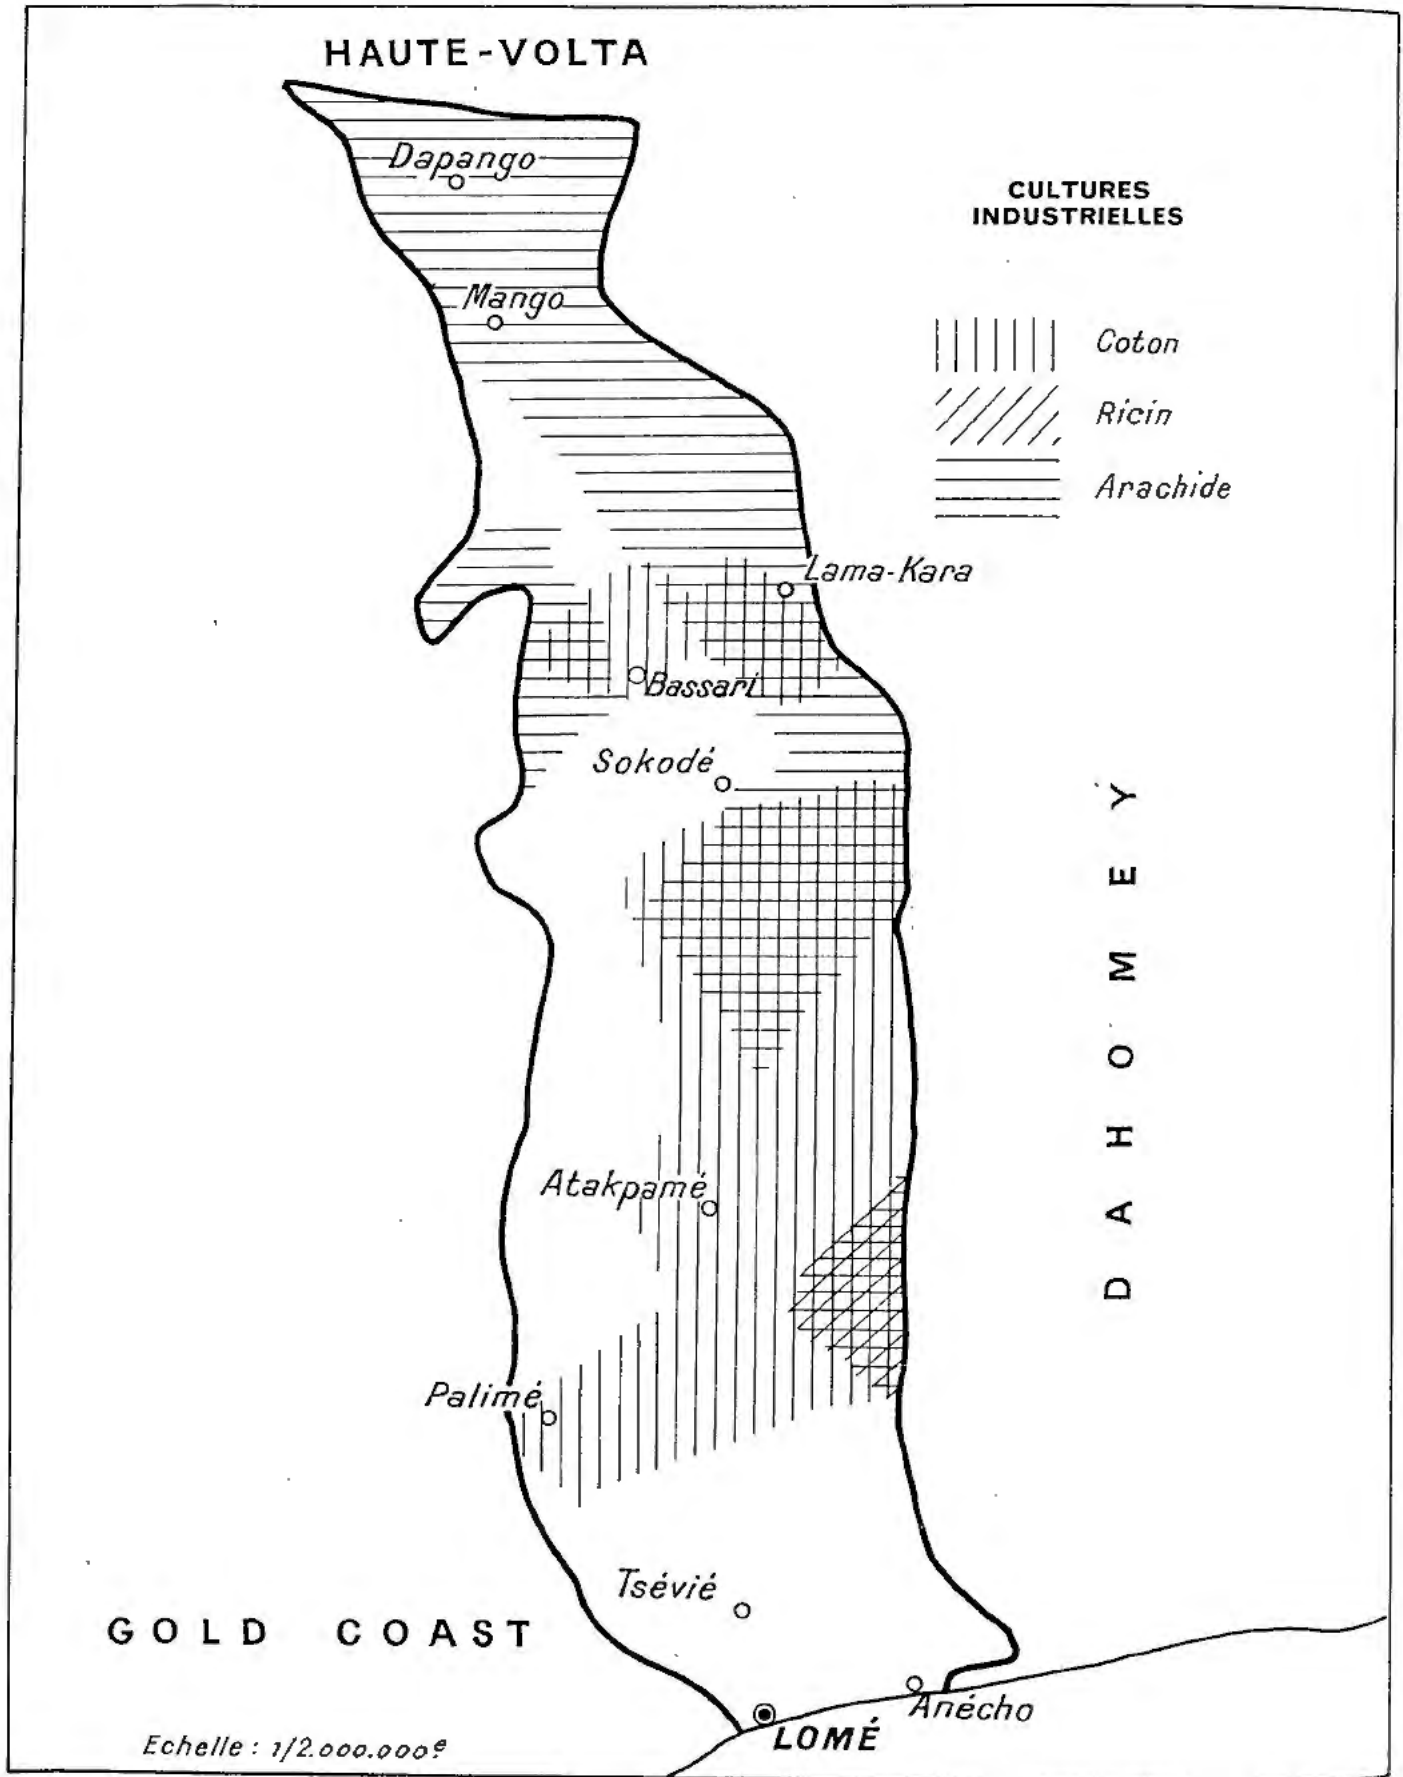 HAUTE-VOLTA
Dapango
CULTURES
INDUSTRIELLES
Mango
Coton
Ricin
Arachide
Lama-Kara
Bassari
Sokodé
DAHOMEY
Atakpamé
Palimé
Tsévié
GOLD COAST
Anécho
LOMÉ
Echelle : 1/2.000.000e